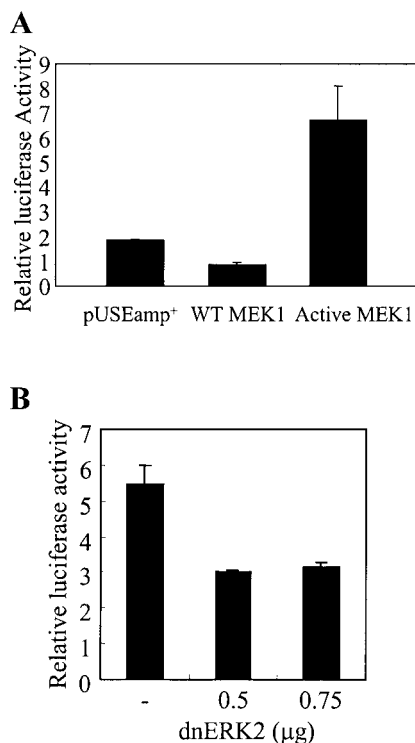 A
Relative luciferase Activity
9
8
7
6
5
4
3
2
1
0
pUSEamp⁺ WT MEK1 Active MEK1
B
Relative luciferase activity
7
6
5
4
3
2
1
0
- 0.5 0.75
dnERK2 (µg)